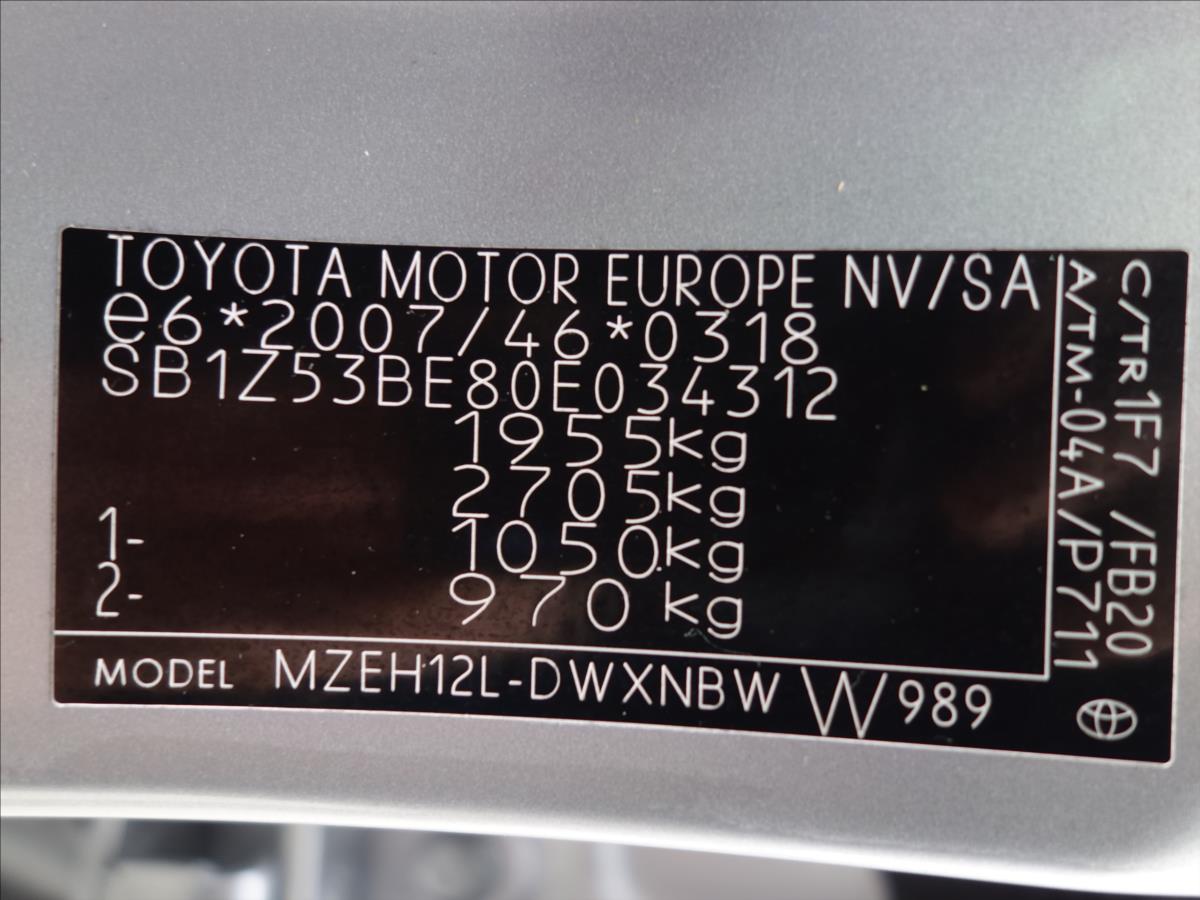 TOYOTA MOTOR EUROPE NV/SA
e6*2007/46*0318
SB1Z53BE80E034312
1955kg
2705kg
1- 1050kg
2- 970 kg
MODEL MZEH12L-DWXNBW W989
C/TR1F7 /FB20
A/TM-04A/P711